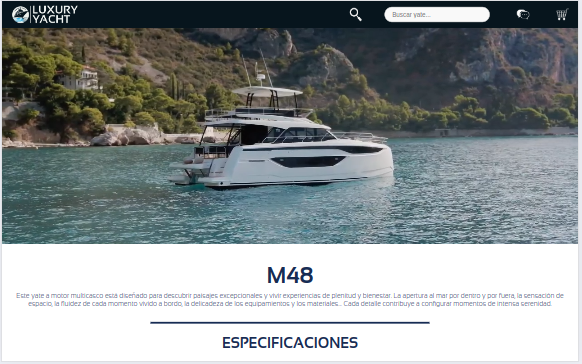 LUXURY
YACHT
Buscar yate...
M48
Este yate a motor multicasco está diseñado para descubrir paisajes excepcionales y vivir experiencias de plenitud y bienestar. La apertura al mar por dentro y por fuera, la sensación de
espacio, la fluidez de cada momento vivido a bordo, la delicadeza de los equipamientos y los materiales... Cada detalle contribuye a configurar momentos de intensa serenidad.
ESPECIFICACIONES